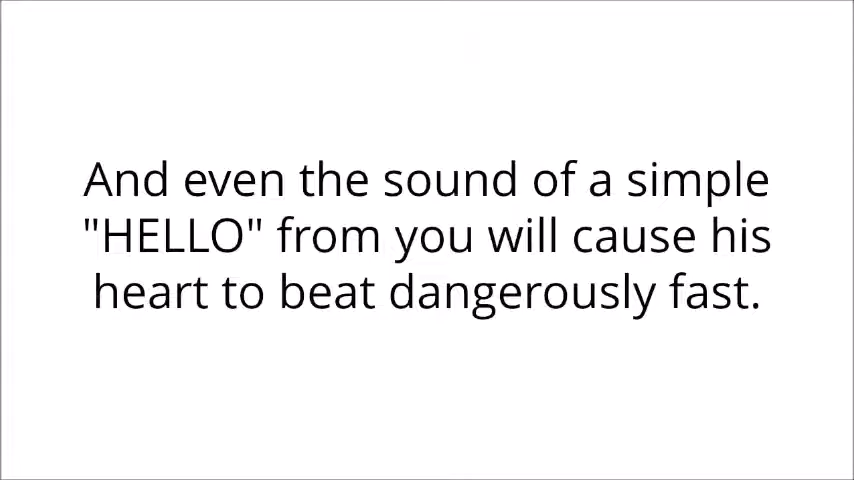 And even the sound of a simple
"HELLO" from you will cause his
heart to beat dangerously fast.